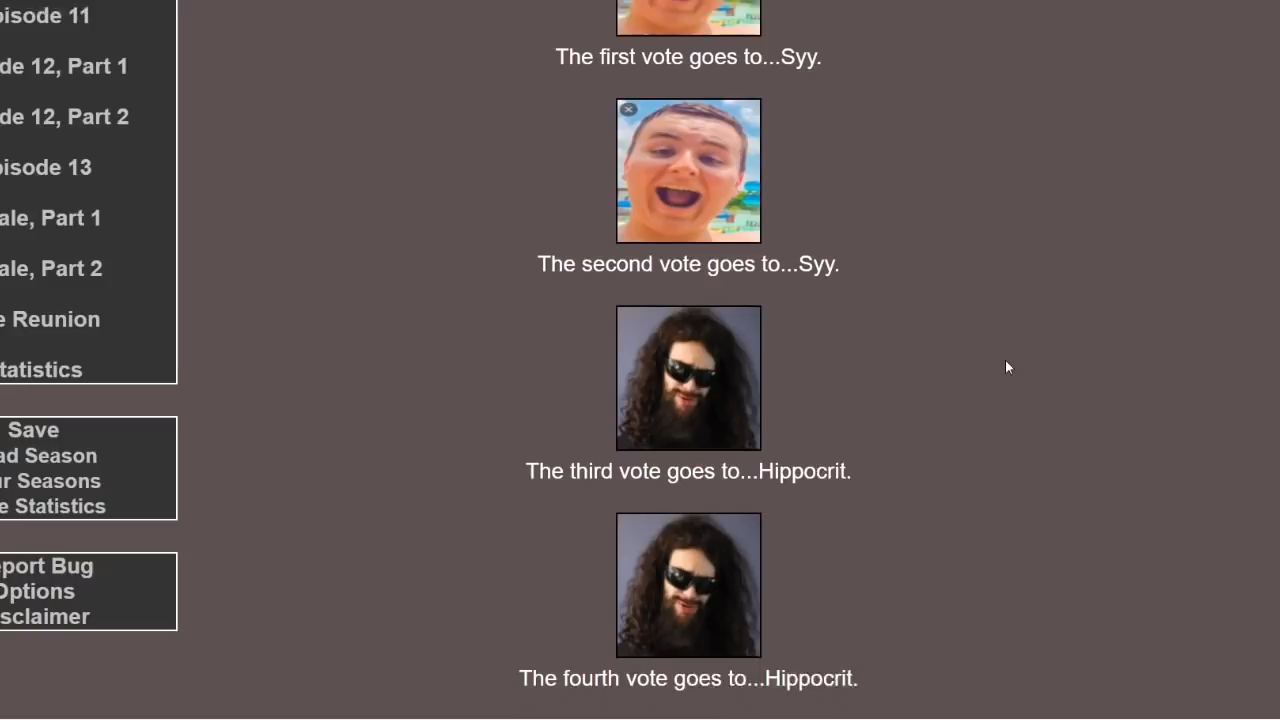 isode 11
de 12, Part 1
de 12, Part 2
isode 13
ale, Part 1
ale, Part 2
e Reunion
tatistics
Save
ad Season
ur Seasons
e Statistics
eport Bug
Options
isclaimer
The first vote goes to...Syy.
The second vote goes to...Syy.
The third vote goes to...Hippocrit.
The fourth vote goes to...Hippocrit.